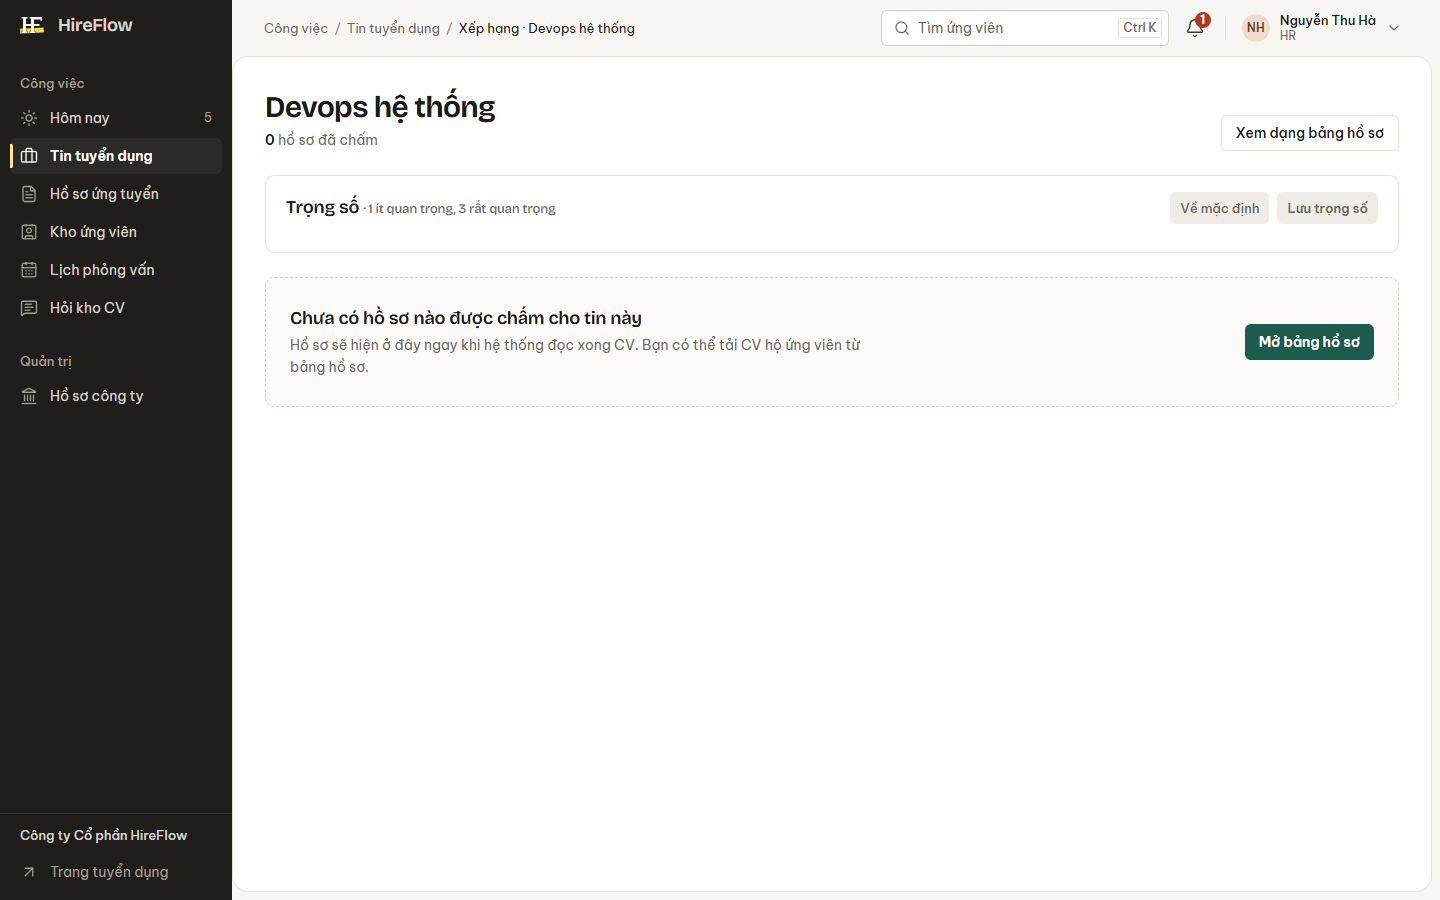 HF HireFlow
Công việc / Tin tuyển dụng / Xếp hạng · Devops hệ thống
Tìm ứng viên
Ctrl K
1
NH
Nguyễn Thu Hà
HR
Công việc
Hôm nay
5
Tin tuyển dụng
Hồ sơ ứng tuyển
Kho ứng viên
Lịch phỏng vấn
Hỏi kho CV
Quản trị
Hồ sơ công ty
Công ty Cổ phần HireFlow
Trang tuyển dụng
Devops hệ thống
0 hồ sơ đã chấm
Xem dạng bảng hồ sơ
Trọng số · 1 ít quan trọng, 3 rất quan trọng
Về mặc định
Lưu trọng số
Chưa có hồ sơ nào được chấm cho tin này
Hồ sơ sẽ hiện ở đây ngay khi hệ thống đọc xong CV. Bạn có thể tải CV hộ ứng viên từ
bảng hồ sơ.
Mở bảng hồ sơ